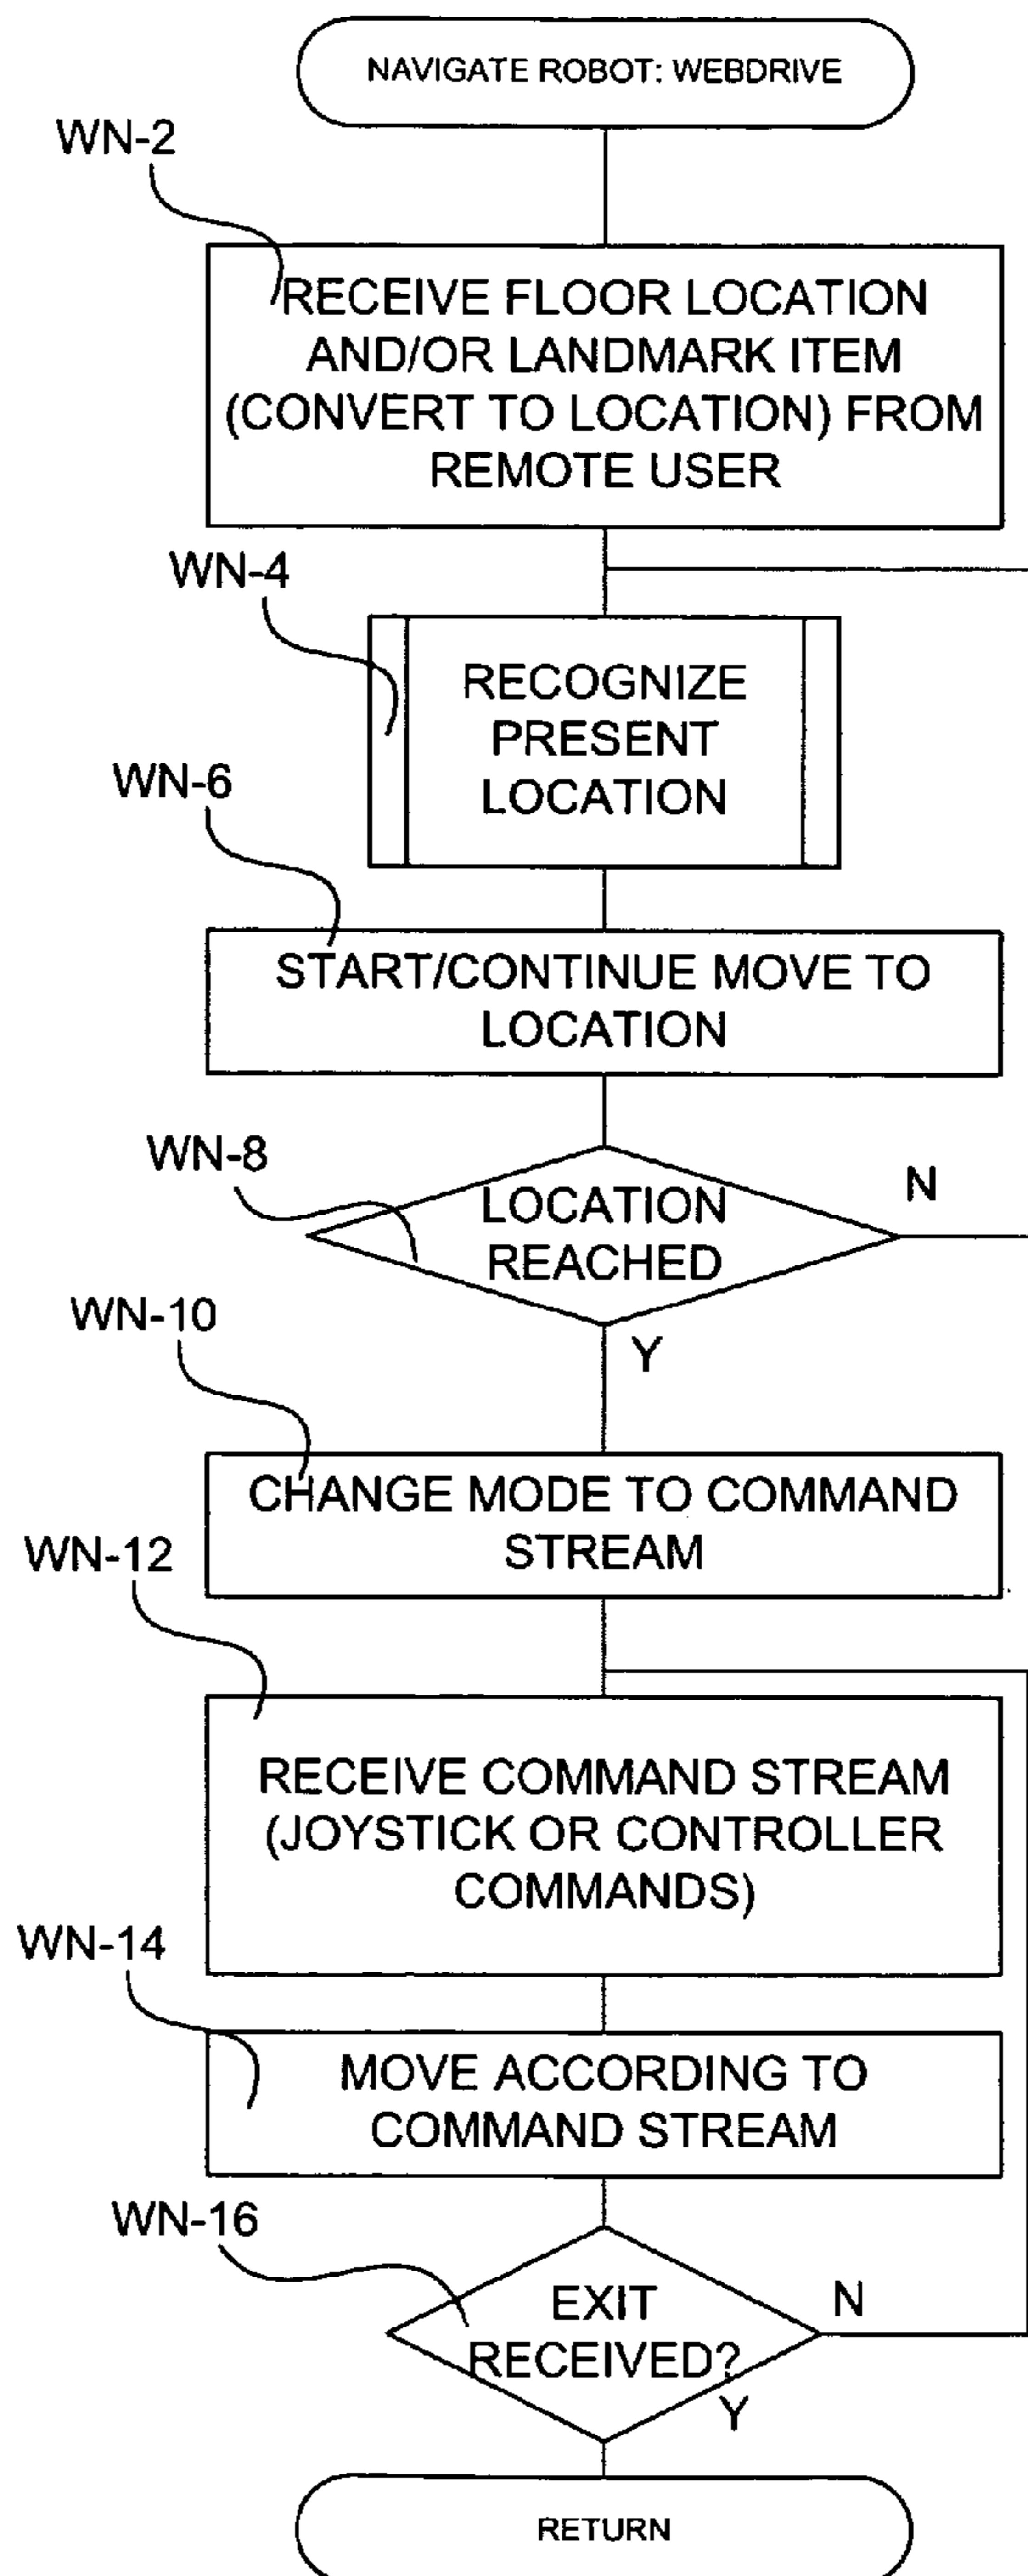 NAVIGATE ROBOT: WEBDRIVE
WN-2
RECEIVE FLOOR LOCATION
AND/OR LANDMARK ITEM
(CONVERT TO LOCATION) FROM
REMOTE USER
WN-4
RECOGNIZE
PRESENT
LOCATION
WN-6
START/CONTINUE MOVE TO
LOCATION
WN-8
LOCATION
REACHED
N
Y
WN-10
CHANGE MODE TO COMMAND
STREAM
WN-12
RECEIVE COMMAND STREAM
(JOYSTICK OR CONTROLLER
COMMANDS)
WN-14
MOVE ACCORDING TO
COMMAND STREAM
WN-16
EXIT
RECEIVED?
N
Y
RETURN